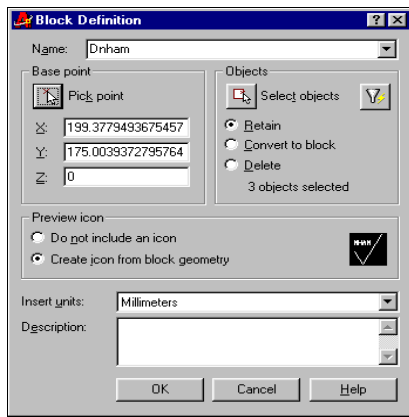 Block Definition
Name: Dnham
Base point
Pick point
X: 199.3779493675457
Y: 175.0039372795764
Z: 0
Objects
Select objects
Retain
Convert to block
Delete
3 objects selected
Preview icon
Do not include an icon
Create icon from block geometry
Insert units: Millimeters
Description:
OK Cancel Help